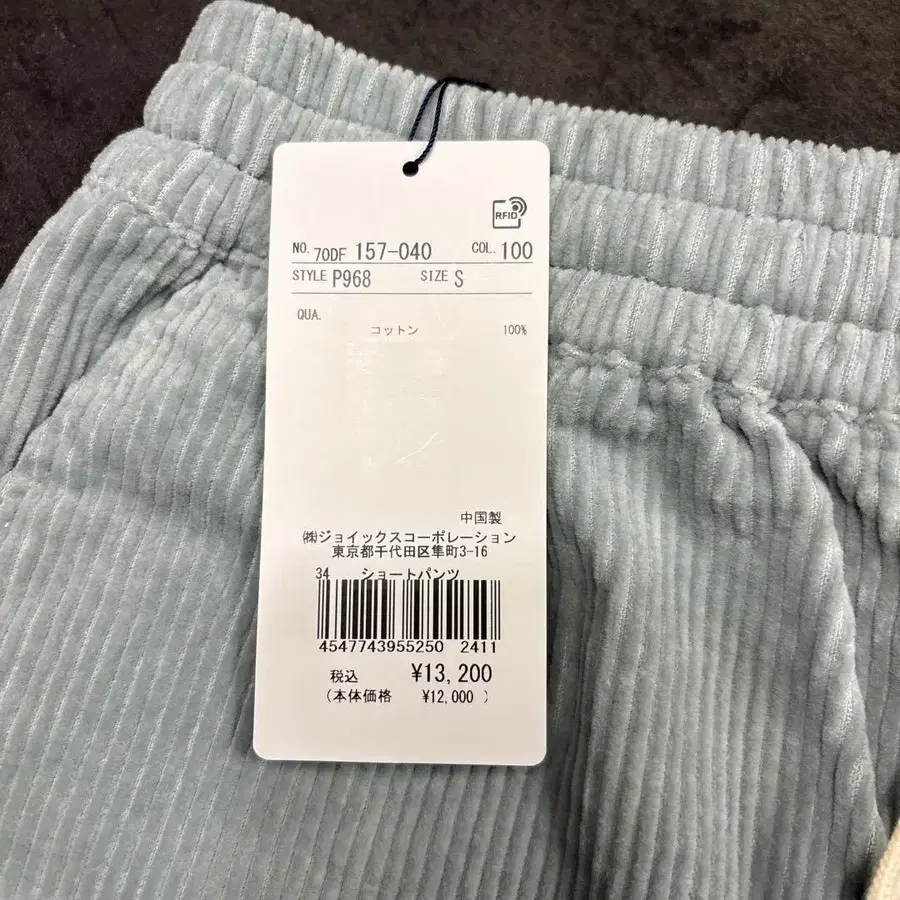 RFID
NO. 70DF 157-040 COL. 100
STYLE P968 SIZE S
QUA.
コットン 100%
中国製
㈱ジョイックスコーポレーション
東京都千代田区隼町3-16
34 ショートパンツ
4547743955250 2411
税込 ¥13,200
(本体価格 ¥12,000 )